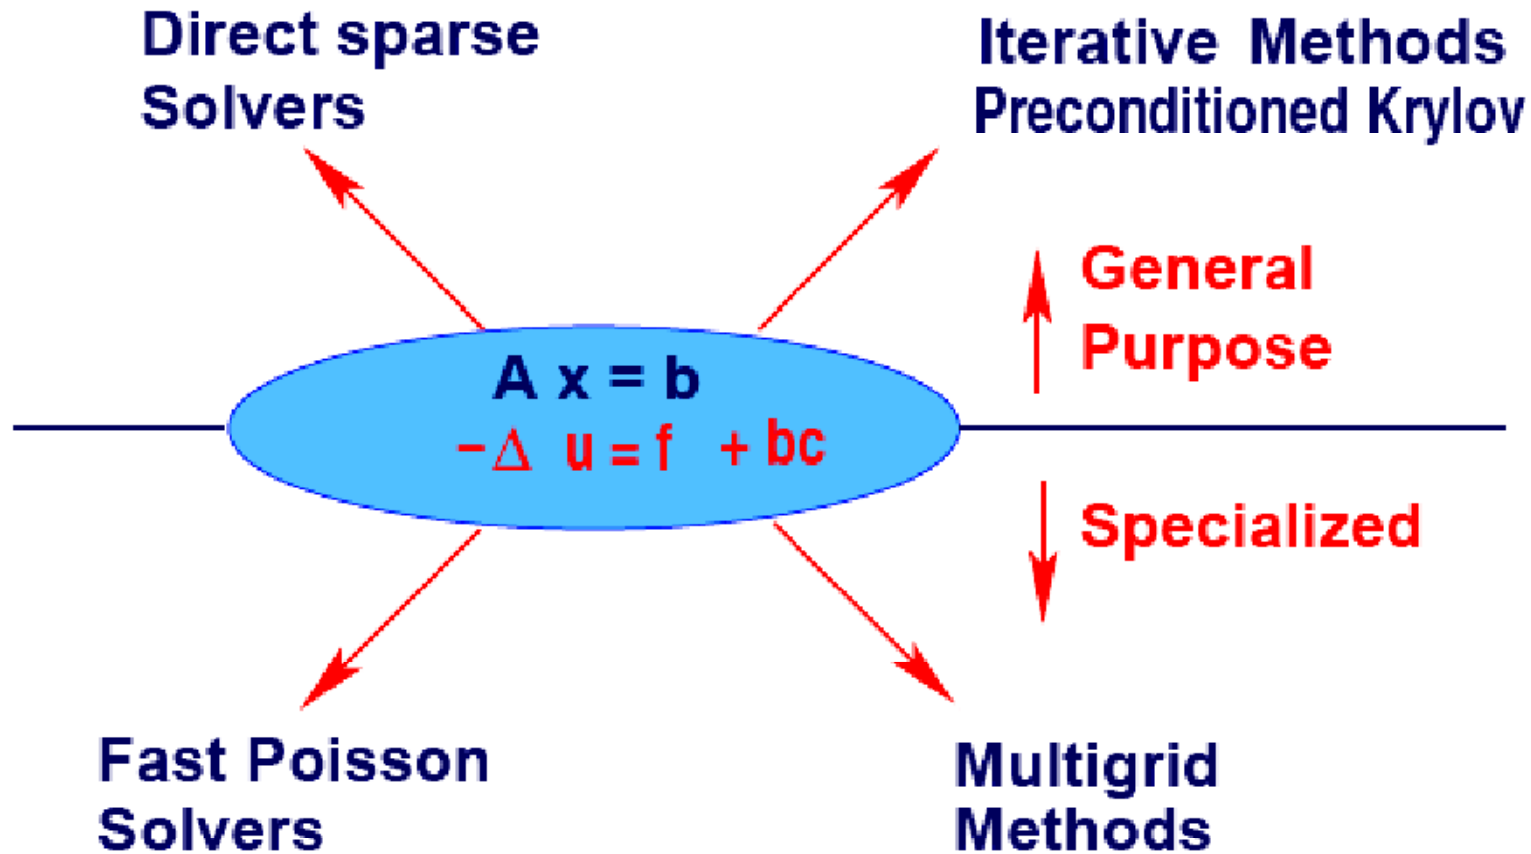 Direct sparse
Solvers
Iterative Methods
Preconditioned Krylov
General
Purpose
A x = b
−Δ u = f + bc
Specialized
Fast Poisson
Solvers
Multigrid
Methods